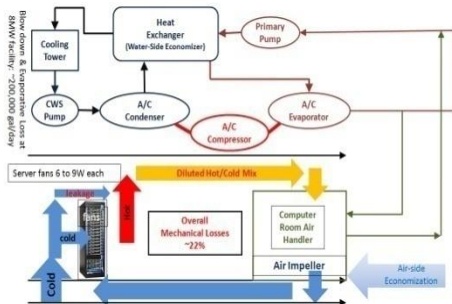 Blow down & Evaporative Loss at
8MW facility: ~200,000 gal/day
Cooling
Tower
Heat
Exchanger
(Water-Side Economizer)
Primary
Pump
CWS
Pump
A/C
Condenser
A/C
Compressor
A/C
Evaporator
Server fans 6 to 9W each
Diluted Hot/Cold Mix
leakage
fans
cold
Hot
Cold
Overall
Mechanical Losses
~22%
Computer
Room Air
Handler
Air Impeller
Air-side
Economization